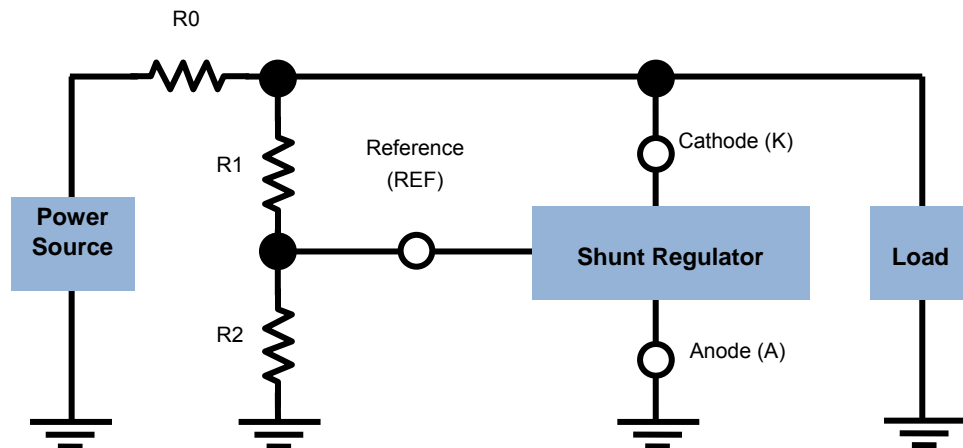 R0
R1
Reference
(REF)
Cathode (K)
Power
Source
Shunt Regulator
Load
R2
Anode (A)